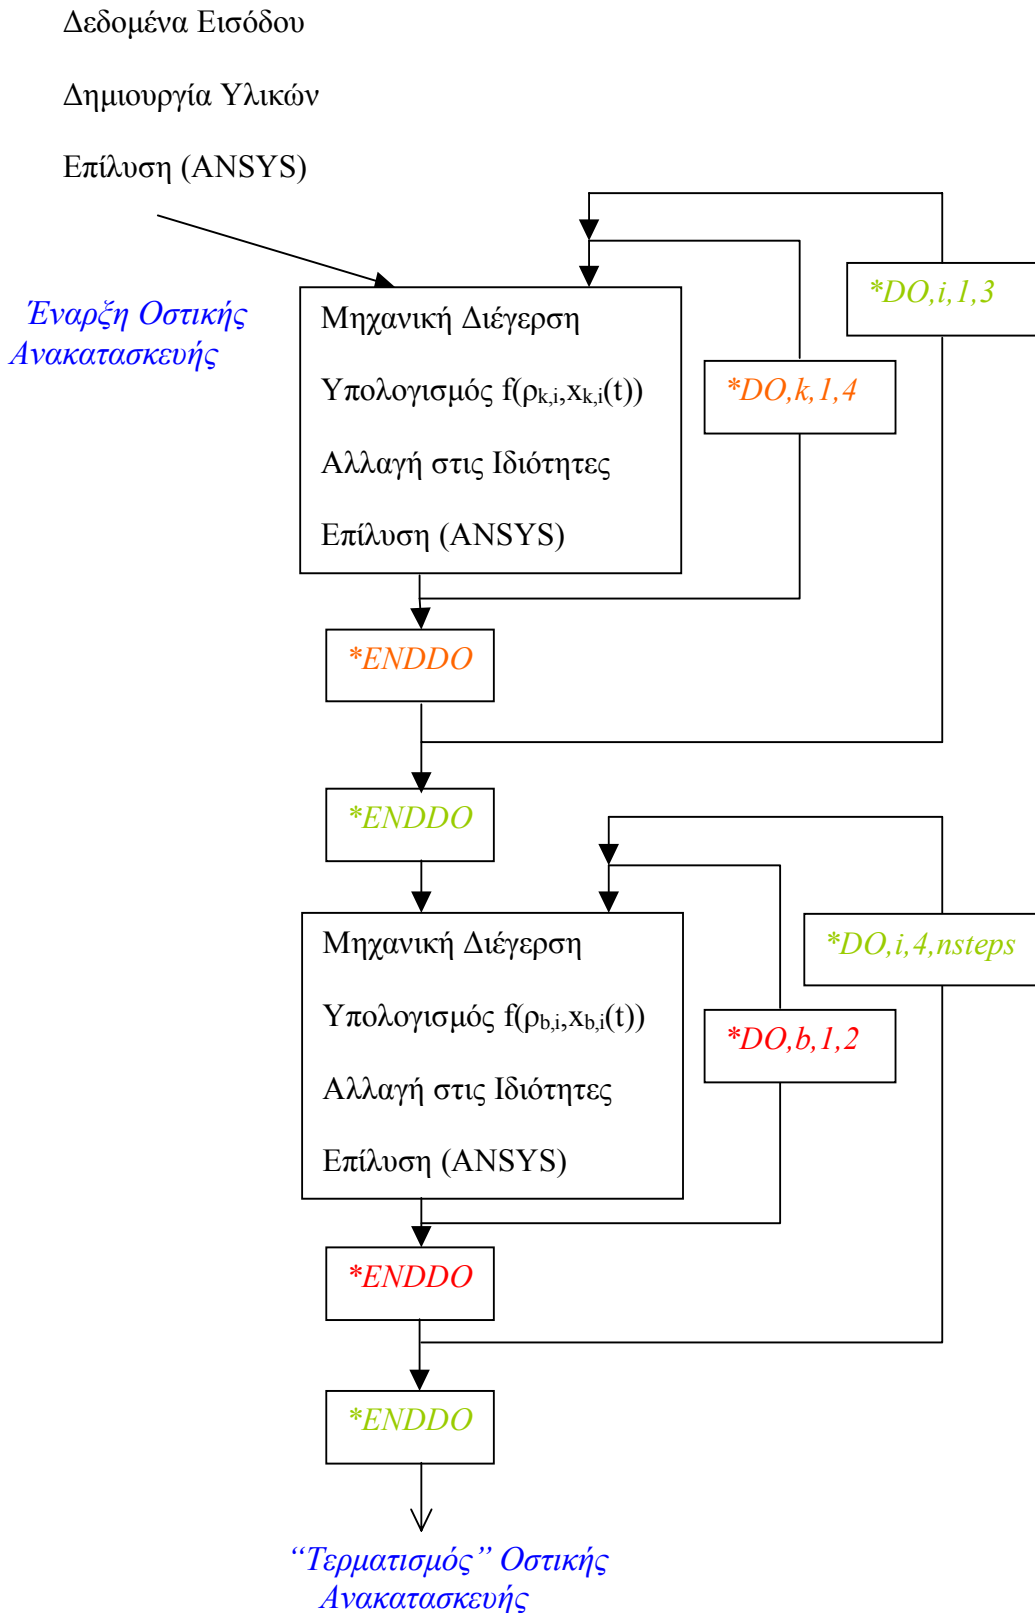 Δεδομένα Εισόδου
Δημιουργία Υλικών
Επίλυση (ANSYS)
Έναρξη Οστικής
Ανακατασκευής
Μηχανική Διέγερση
Υπολογισμός f(ρk,i,xk,i(t))
Αλλαγή στις Ιδιότητες
Επίλυση (ANSYS)
*DO,i,1,3
*DO,k,1,4
*ENDDO
*ENDDO
Μηχανική Διέγερση
Υπολογισμός f(ρb,i,xb,i(t))
Αλλαγή στις Ιδιότητες
Επίλυση (ANSYS)
*DO,i,4,nsteps
*DO,b,1,2
*ENDDO
*ENDDO
“Τερματισμός” Οστικής
Ανακατασκευής